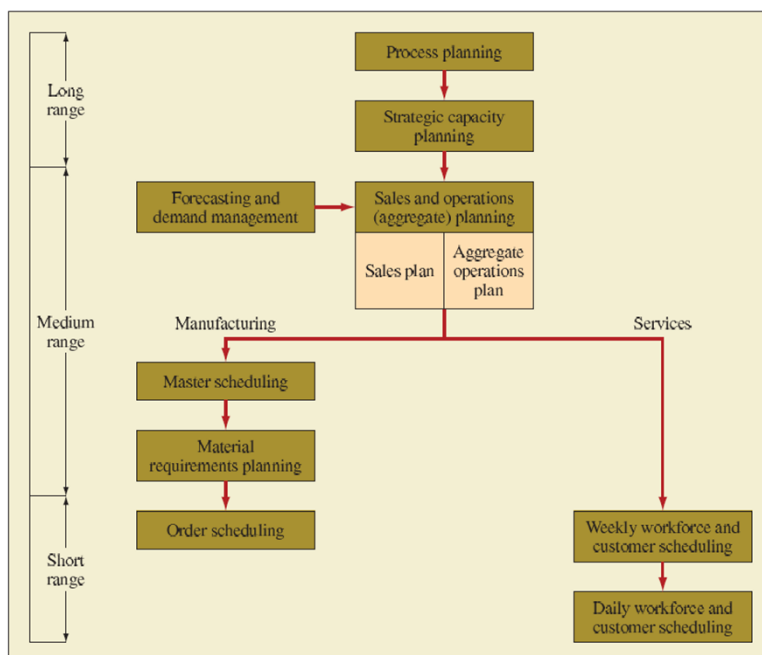 Process planning
Long
range
Strategic capacity
planning
Forecasting and
demand management
Sales and operations
(aggregate) planning
Sales plan
Aggregate
operations
plan
Medium
range
Manufacturing
Services
Master scheduling
Material
requirements planning
Order scheduling
Weekly workforce and
customer scheduling
Short
range
Daily workforce and
customer scheduling